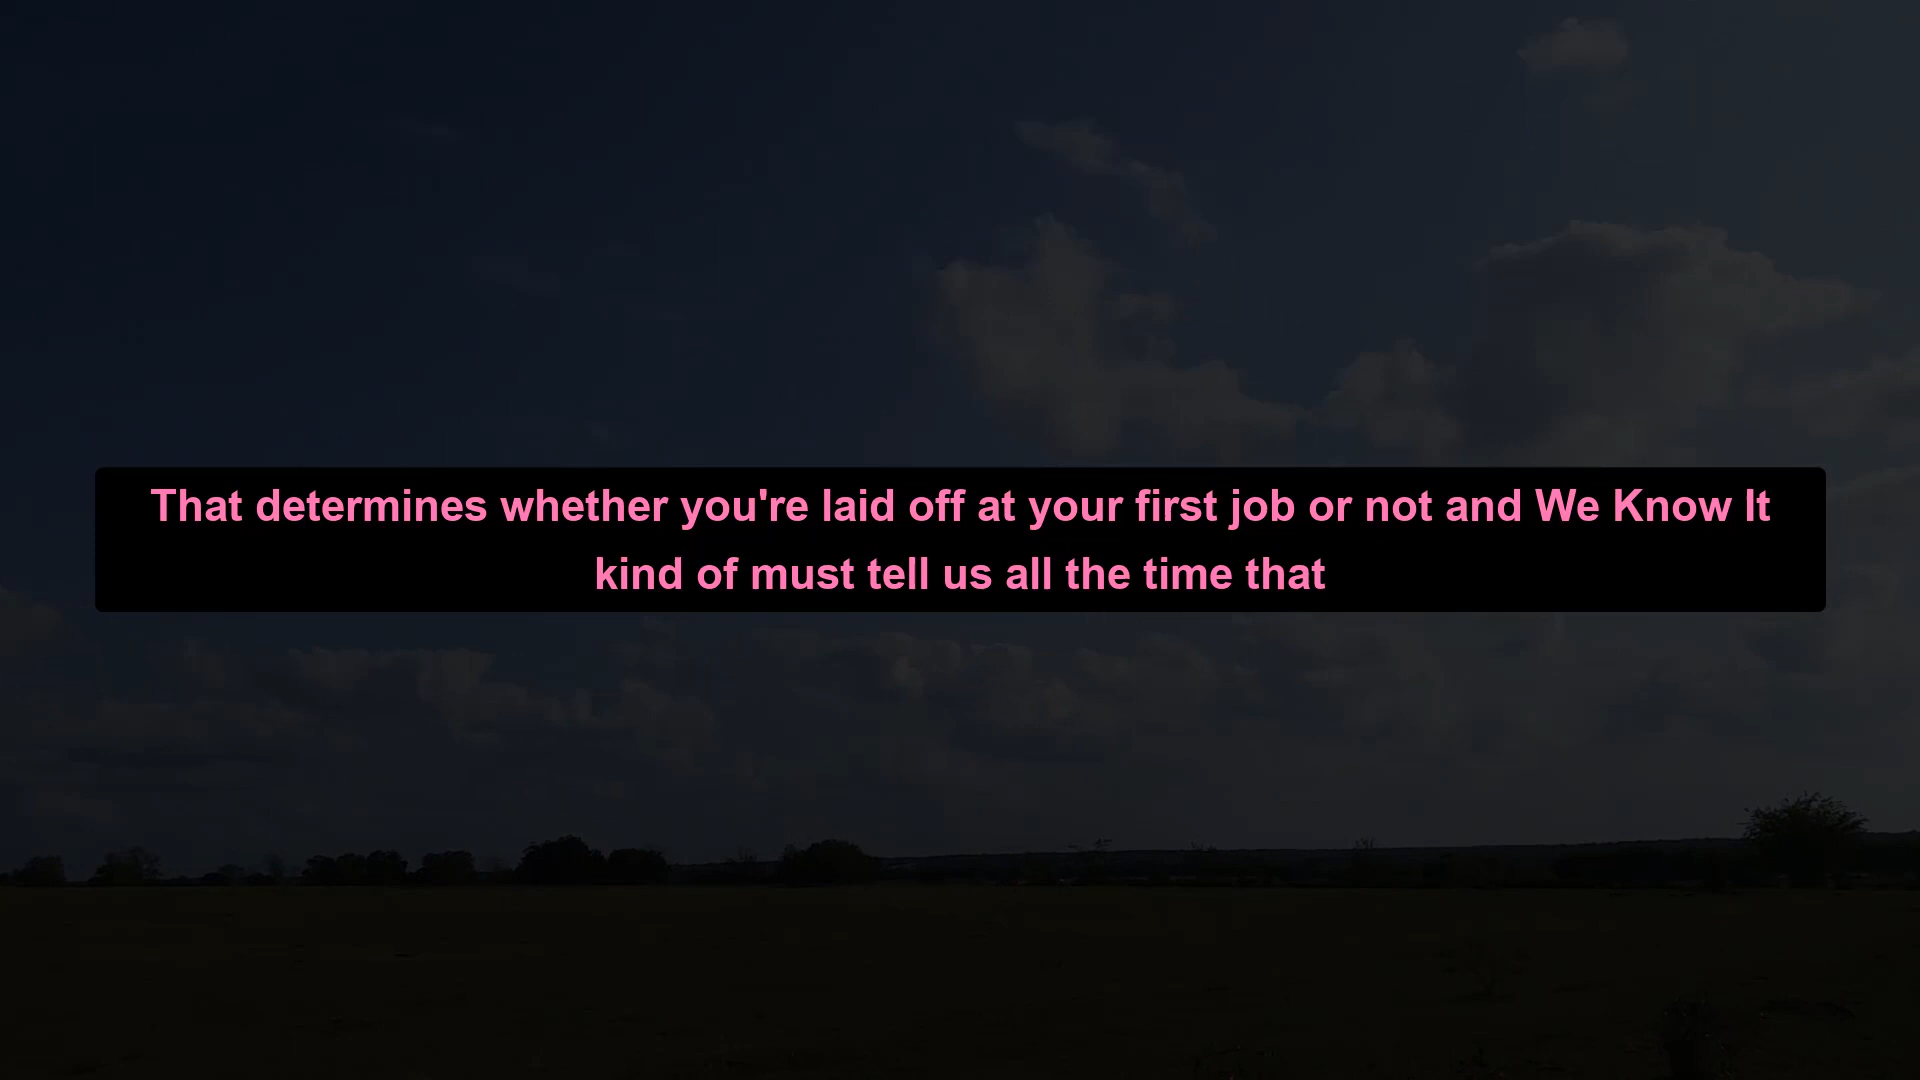 That determines whether you're laid off at your first job or not and We Know It
kind of must tell us all the time that